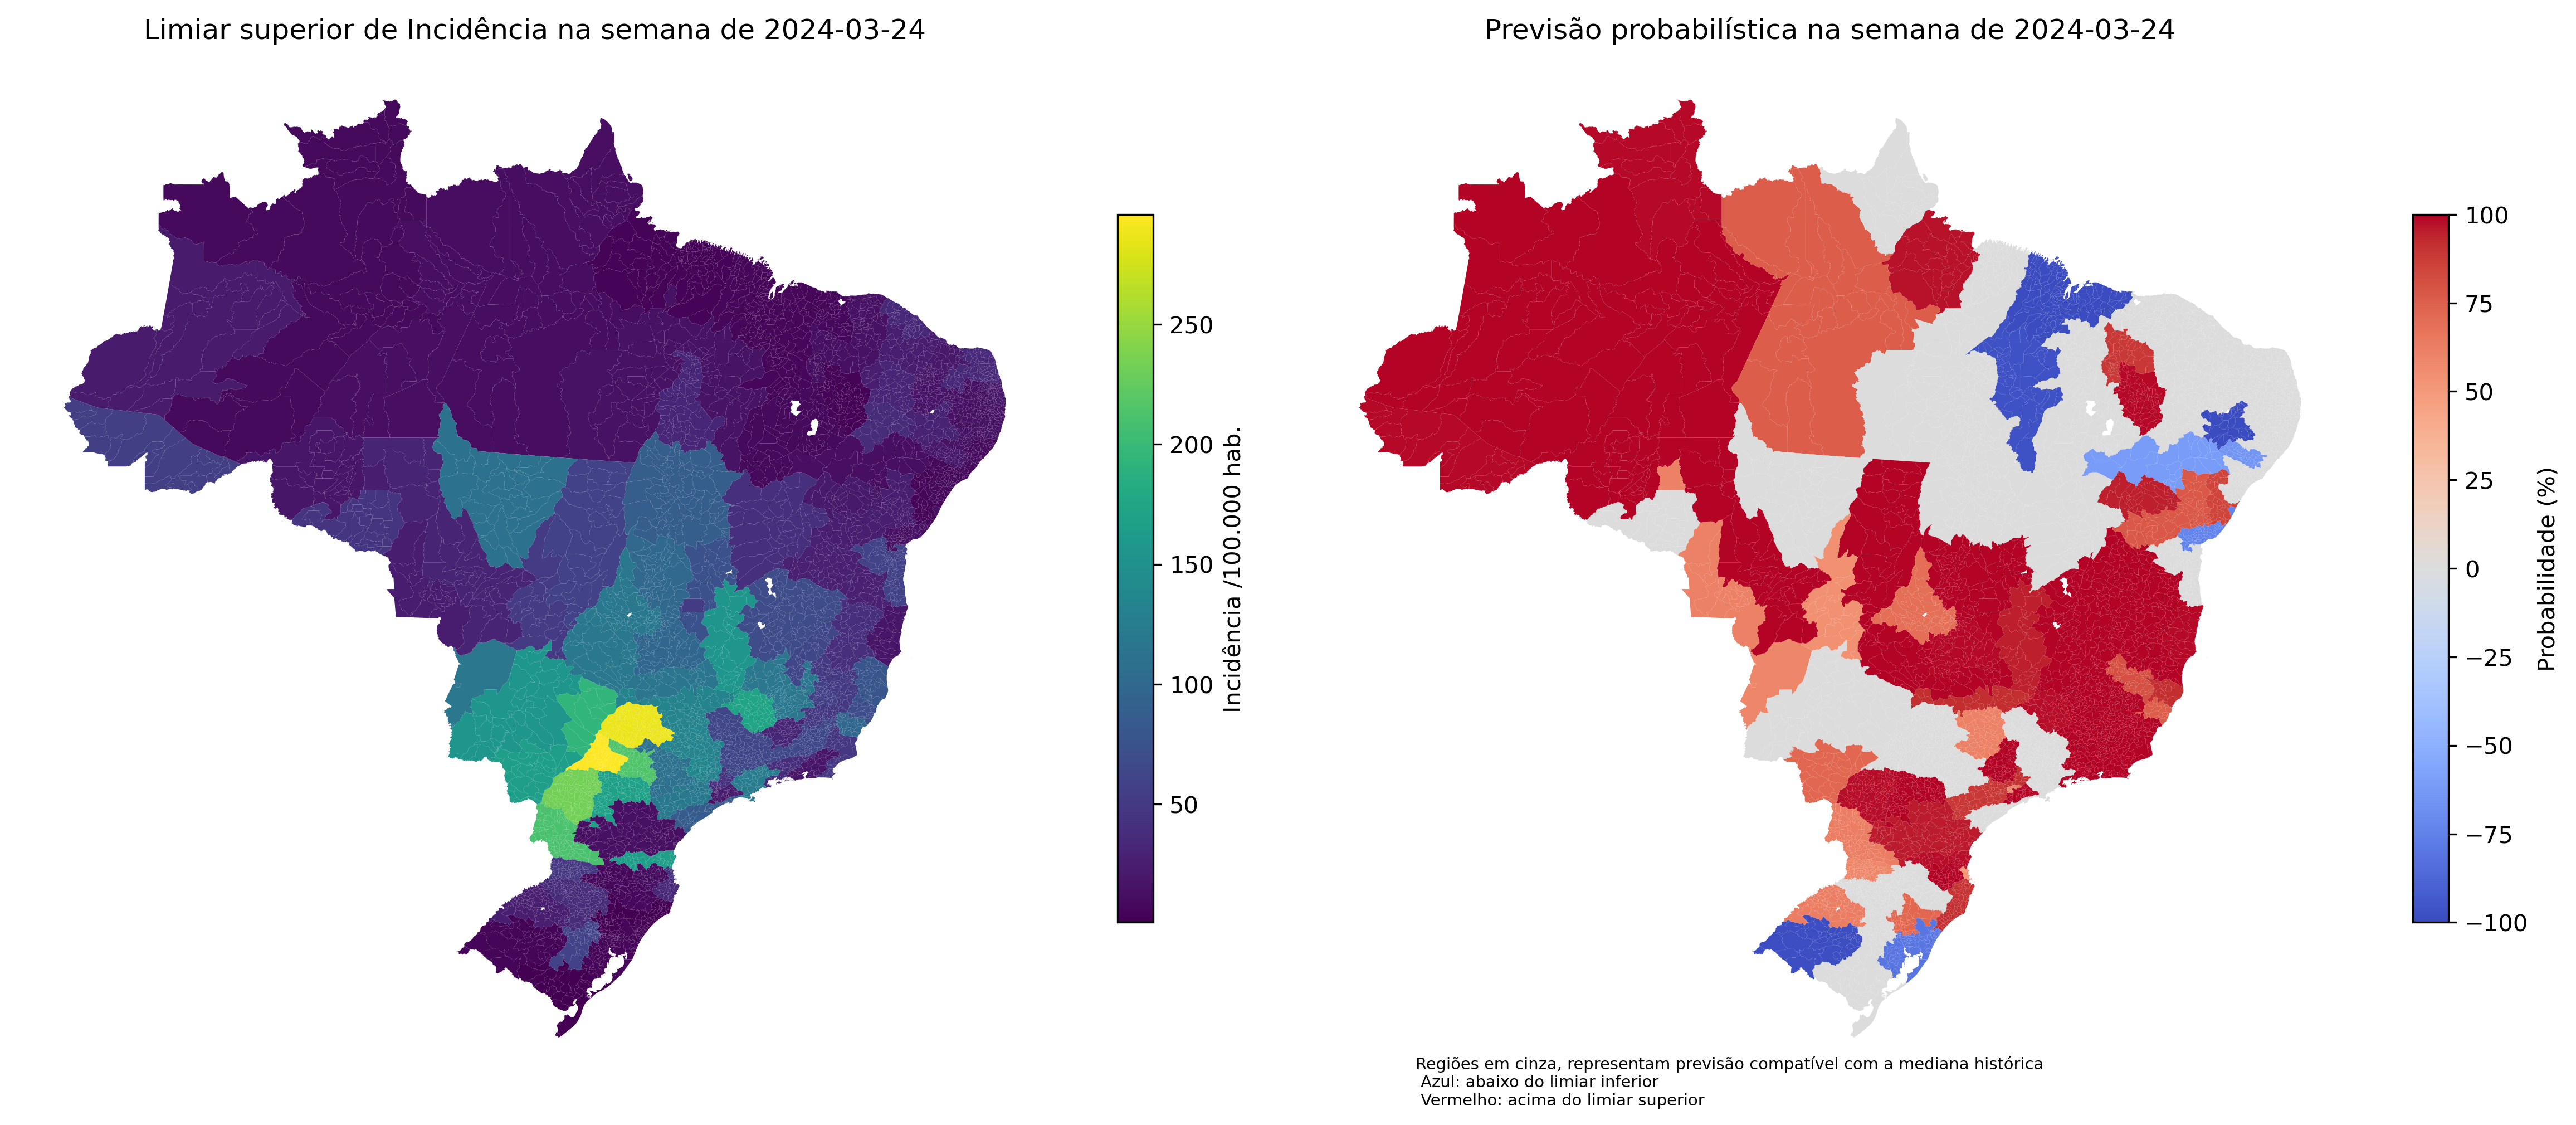 Limiar superior de Incidência na semana de 2024-03-24
Previsão probabilística na semana de 2024-03-24
250
200
150
100
50
Incidência /100.000 hab.
100
75
50
25
0
−25
−50
−75
−100
Probabilidade (%)
Regiões em cinza, representam previsão compatível com a mediana histórica
Azul: abaixo do limiar inferior
Vermelho: acima do limiar superior